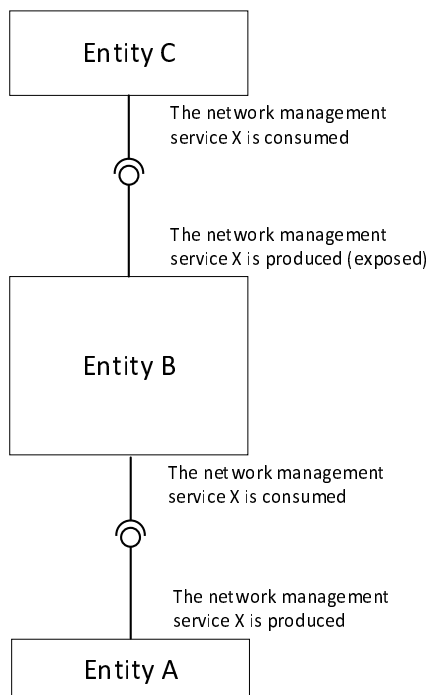 Entity C
The network management
service X is consumed
The network management
service X is produced (exposed)
Entity B
The network management
service X is consumed
The network management
service X is produced
Entity A